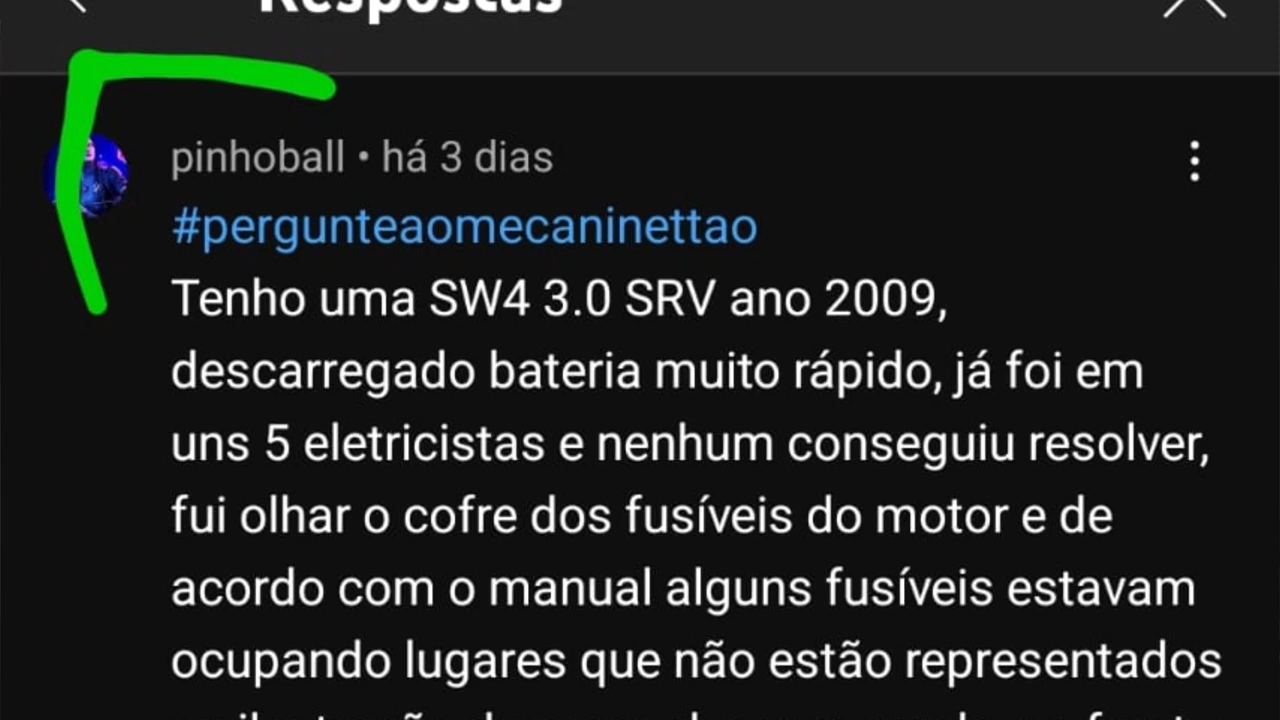 Respostas
pinhoball • há 3 dias
#pergunteaomecaninettao
Tenho uma SW4 3.0 SRV ano 2009,
descarregado bateria muito rápido, já foi em
uns 5 eletricistas e nenhum conseguiu resolver,
fui olhar o cofre dos fusíveis do motor e de
acordo com o manual alguns fusíveis estavam
ocupando lugares que não estão representados